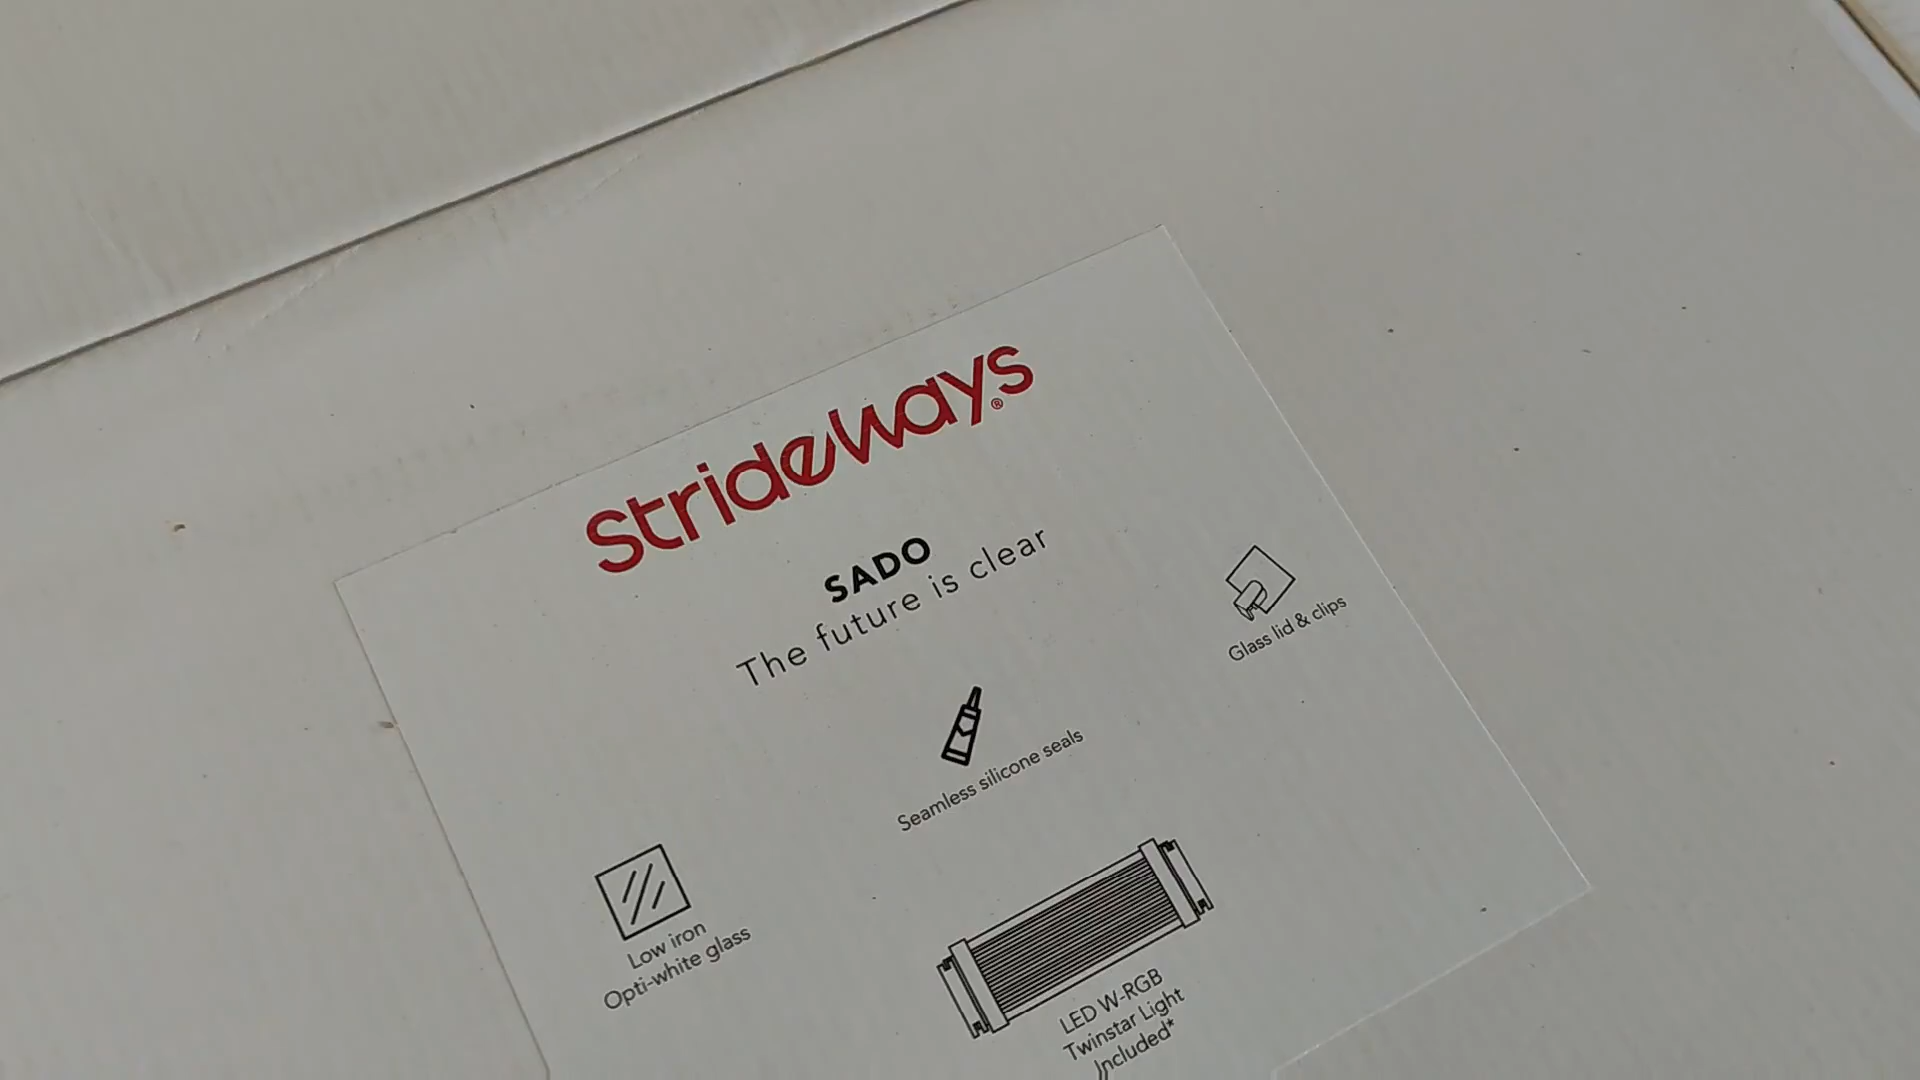 Strideways®
SADO
The future is clear
Glass lid & clips
Seamless silicone seals
Low iron
Opti-white glass
LED W-RGB
Twinstar Light
Included*